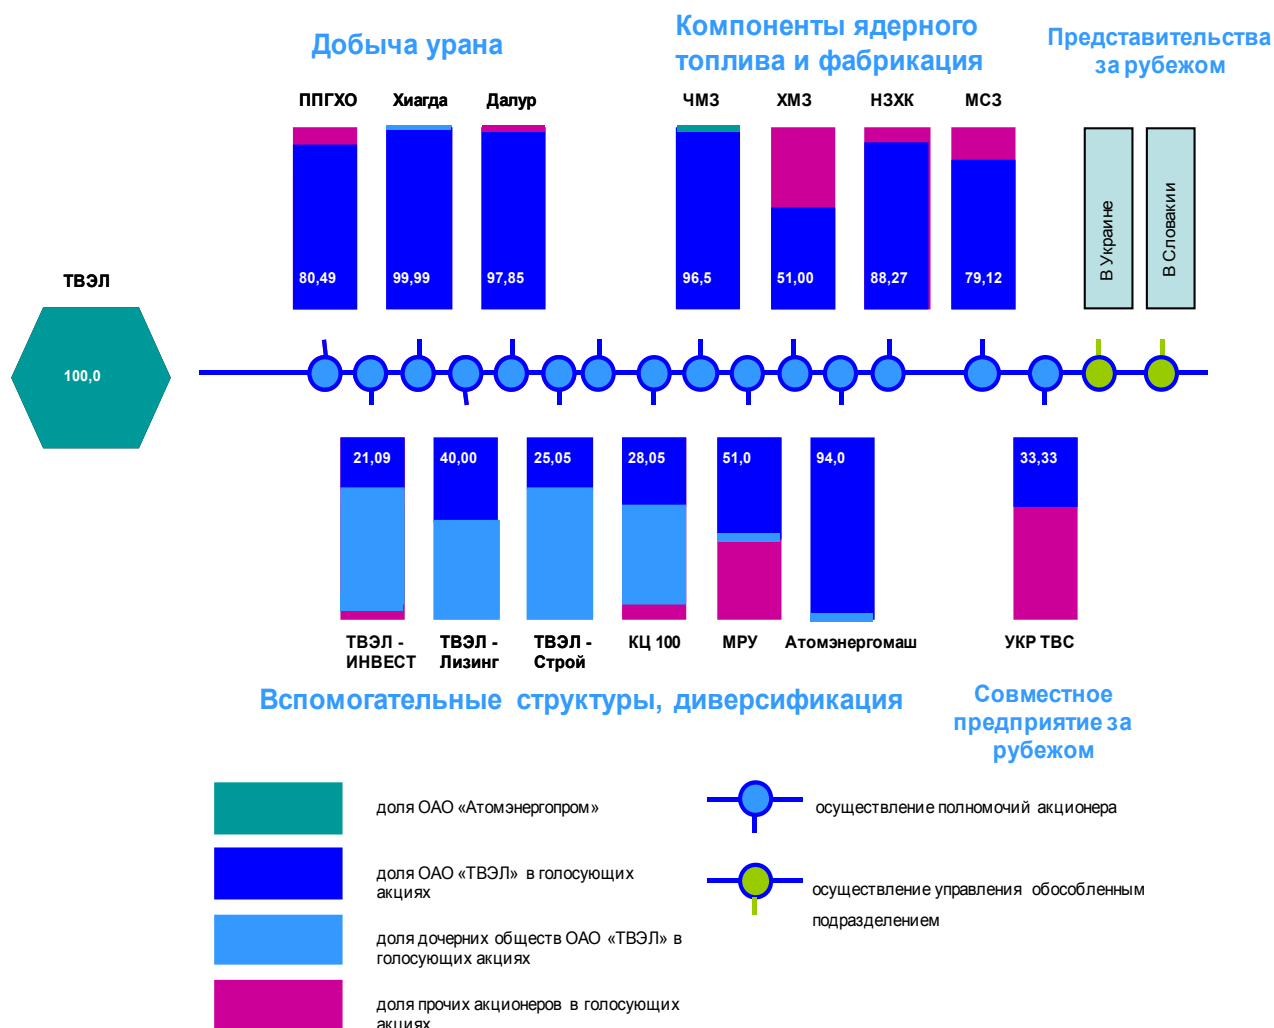 Добыча урана
Компоненты ядерного
топлива и фабрикация
Представительства
за рубежом
ППГХО
Хиагда
Далур
ЧМЗ
ХМЗ
НЗХК
МСЗ
80,49
99,99
97,85
96,5
51,00
88,27
79,12
В Украине
В Словакии
ТВЭЛ
100,0
21,09
40,00
25,05
28,05
51,0
94,0
33,33
ТВЭЛ -
ИНВЕСТ
ТВЭЛ -
Лизинг
ТВЭЛ -
Строй
КЦ 100
МРУ
Атомэнергомаш
УКР ТВС
Вспомогательные структуры, диверсификация
Совместное
предприятие за
рубежом
доля ОАО «Атомэнергопром»
доля ОАО «ТВЭЛ» в голосующих
акциях
доля дочерних обществ ОАО «ТВЭЛ» в
голосующих акциях
доля прочих акционеров в голосующих
акциях
осуществление полномочий акционера
осуществление управления обособленным
подразделением